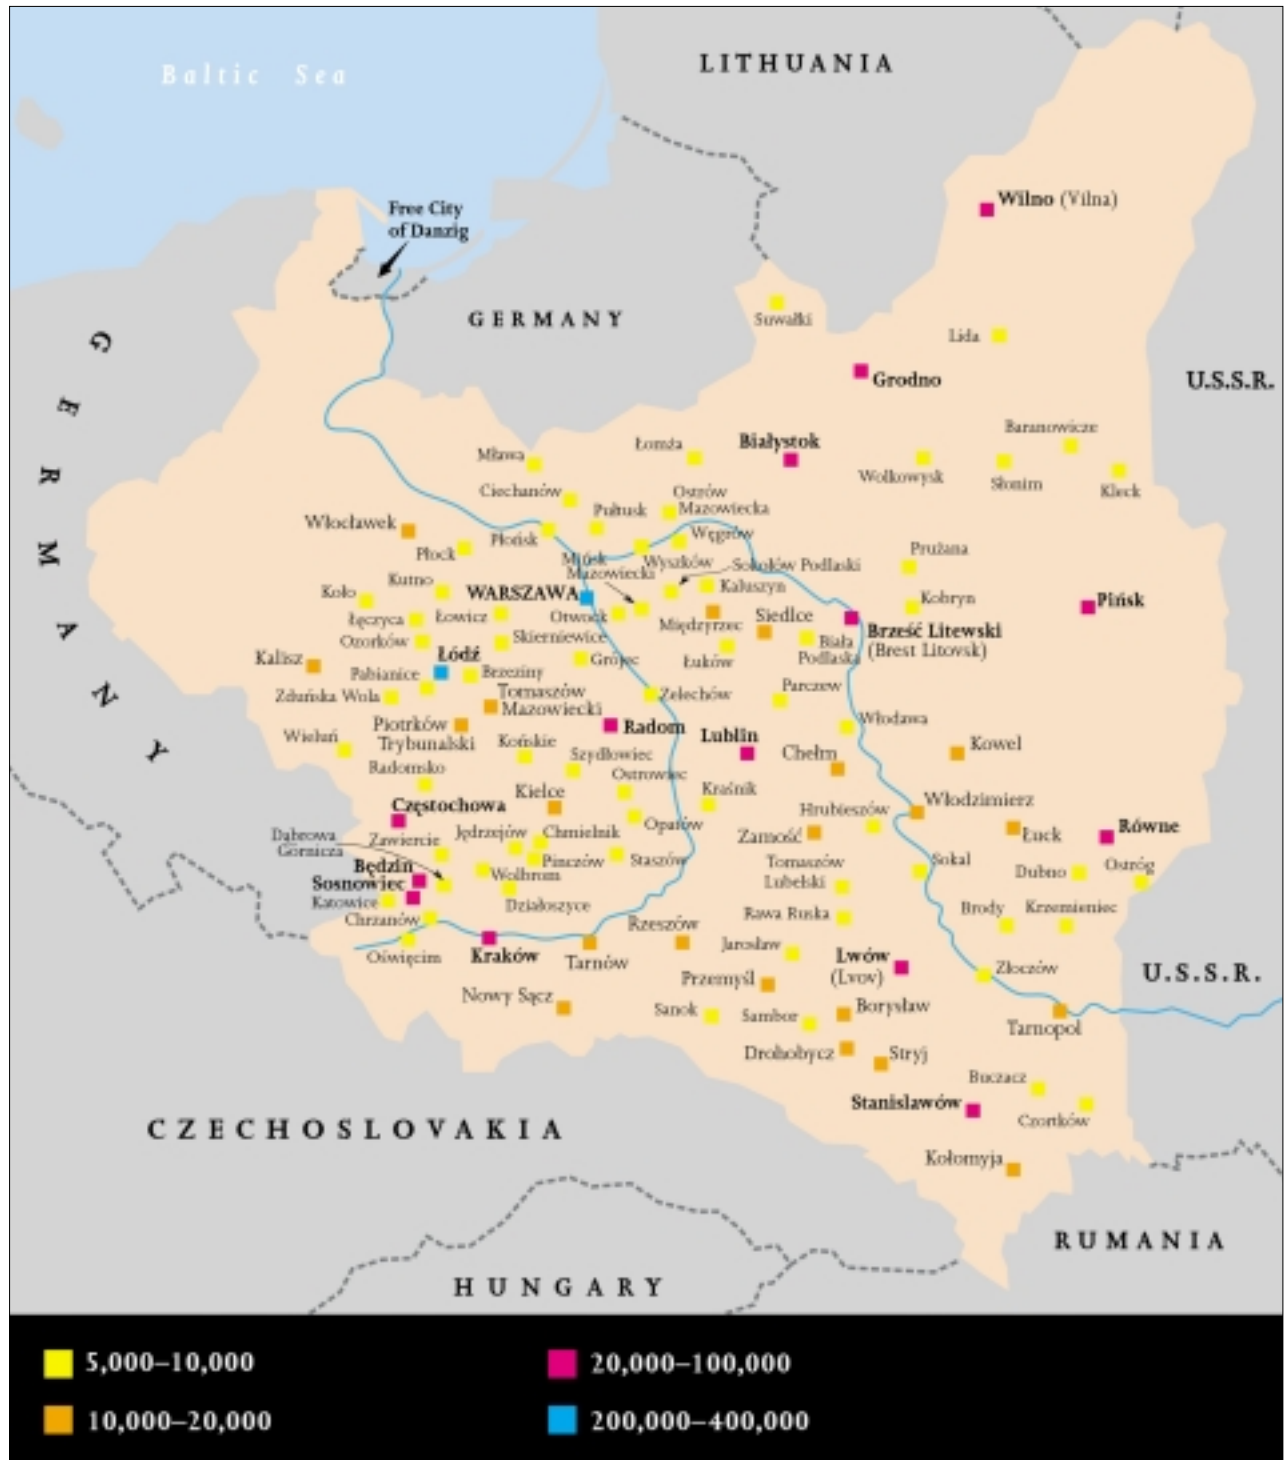 Baltic Sea
LITHUANIA
Wilno (Vilna)
Free City
of Danzig
GERMANY
GERMANY
Suwałki
Lida
U.S.S.R.
Grodno
Baranowicze
Łomża
Białystok
Mława
Wolkowysk
Słonim
Kleck
Ciechanów
Ostrów
Mazowiecka
Pułtusk
Włocławek
Płońsk
Węgrów
Płock
Prużana
Mińsk
Mazowiecki
Wyszków
Sokołów Podlaski
Kutno
Kałuszyn
Koło
WARSZAWA
Kobryn
Pińsk
Łęczyca
Łowicz
Otwock
Międzyrzec
Siedlce
Ozorków
Skierniewice
Biała
Podlaska
Brześć Litewski
(Brest Litovsk)
Kalisz
Łódź
Grójec
Łuków
Pabianice
Brzeziny
Zduńska Wola
Tomaszów
Mazowiecki
Żelechów
Parczew
Piotrków
Trybunalski
Radom
Lublin
Włodawa
Wieluń
Końskie
Szydłowiec
Chełm
Kowel
Radomsko
Ostrowiec
Kielce
Kraśnik
Częstochowa
Hrubieszów
Włodzimierz
Dąbrowa
Górnicza
Zawiercie
Jędrzejów
Chmielnik
Opatów
Zamość
Łuck
Równe
Będzin
Pinczów
Staszów
Tomaszów
Lubelski
Sokal
Dubno
Ostróg
Sosnowiec
Wolbrom
Katowice
Działoszyce
Chrzanów
Rawa Ruska
Brody
Krzemieniec
Rzeszów
Oświęcim
Kraków
Tarnów
Jarosław
Lwów
(Lvov)
Złoczów
U.S.S.R.
Przemyśl
Nowy Sącz
Sanok
Sambor
Borysław
Tarnopol
Drohobycz
Stryj
Buczacz
Stanisławów
Czortków
CZECHOSLOVAKIA
Kołomyja
RUMANIA
HUNGARY
5,000–10,000
20,000–100,000
10,000–20,000
200,000–400,000